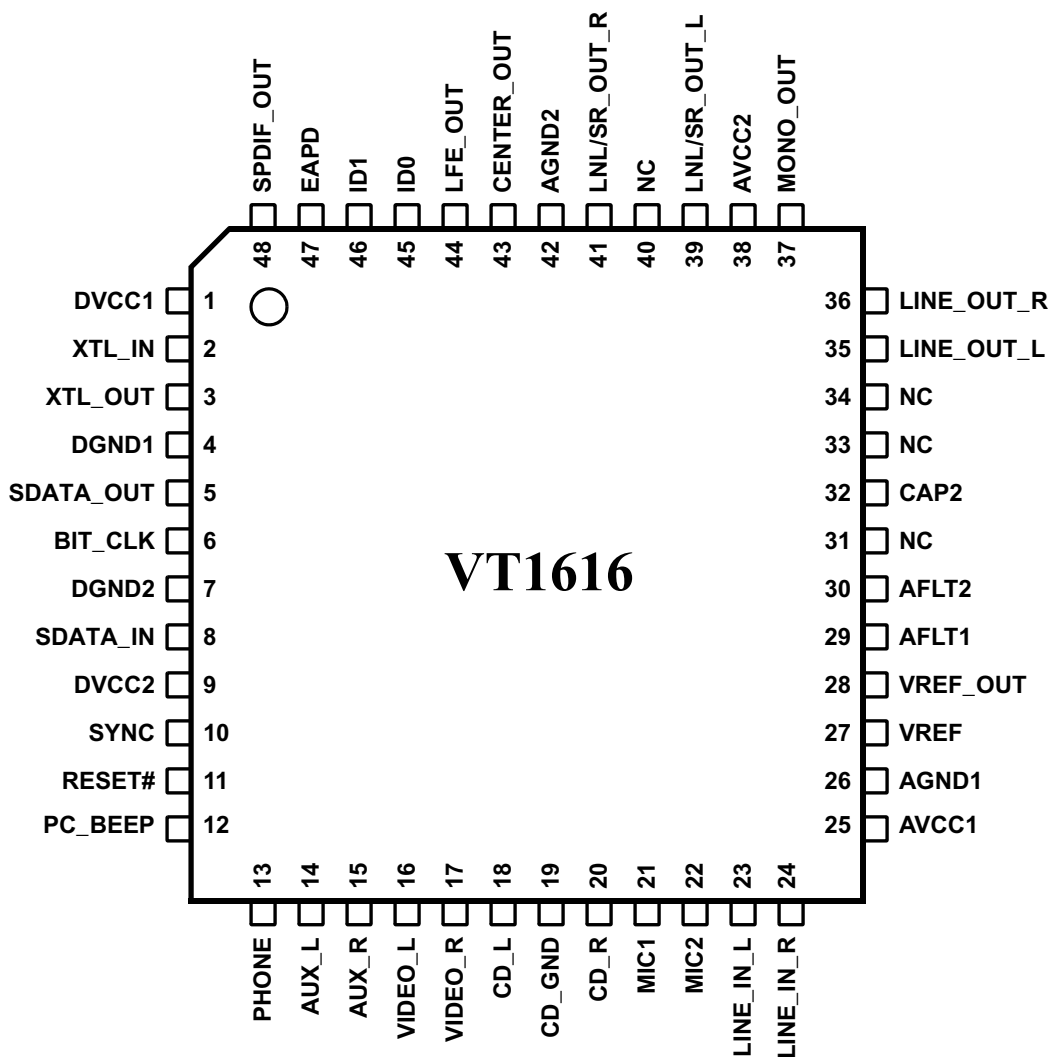 SPDIF_OUT
EAPD
ID1
ID0
LFE_OUT
CENTER_OUT
AGND2
LNL/SR_OUT_R
NC
LNL/SR_OUT_L
AVCC2
MONO_OUT
48
47
46
45
44
43
42
41
40
39
38
37
DVCC1 1
XTL_IN 2
XTL_OUT 3
DGND1 4
SDATA_OUT 5
BIT_CLK 6
DGND2 7
SDATA_IN 8
DVCC2 9
SYNC 10
RESET# 11
PC_BEEP 12
VT1616
36 LINE_OUT_R
35 LINE_OUT_L
34 NC
33 NC
32 CAP2
31 NC
30 AFLT2
29 AFLT1
28 VREF_OUT
27 VREF
26 AGND1
25 AVCC1
13
14
15
16
17
18
19
20
21
22
23
24
PHONE
AUX_L
AUX_R
VIDEO_L
VIDEO_R
CD_L
CD_GND
CD_R
MIC1
MIC2
LINE_IN_L
LINE_IN_R